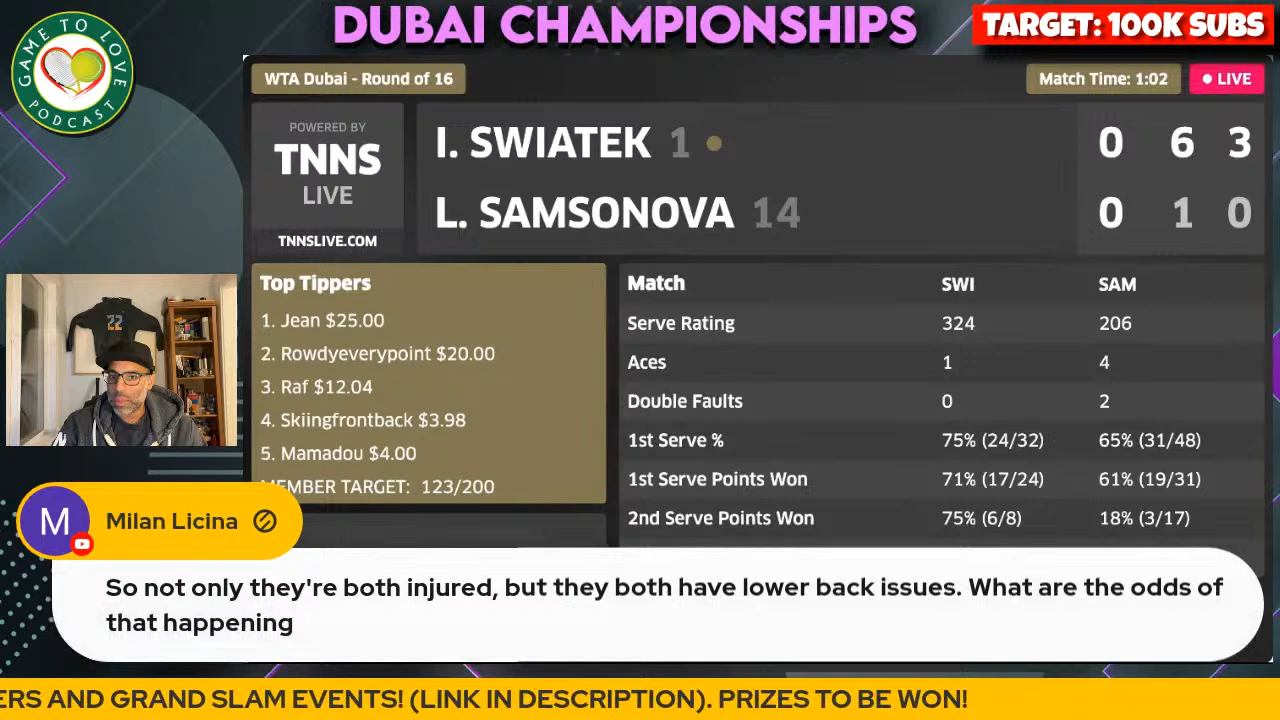 DUBAI CHAMPIONSHIPS
TARGET: 100K SUBS
GAME TO LOVE
PODCAST
WTA Dubai - Round of 16
Match Time: 1:02
LIVE
POWERED BY
TNNS
LIVE
TNNSLIVE.COM
I. SWIATEK 1 0 6 3
L. SAMSONOVA 14 0 1 0
Top Tippers
1. Jean $25.00
2. Rowdyeverypoint $20.00
3. Raf $12.04
4. Skiingfrontback $3.98
5. Mamadou $4.00
MEMBER TARGET: 123/200
Match SWI SAM
Serve Rating 324 206
Aces 1 4
Double Faults 0 2
1st Serve % 75% (24/32) 65% (31/48)
1st Serve Points Won 71% (17/24) 61% (19/31)
2nd Serve Points Won 75% (6/8) 18% (3/17)
22
M Milan Licina
So not only they're both injured, but they both have lower back issues. What are the odds of
that happening
ERS AND GRAND SLAM EVENTS! (LINK IN DESCRIPTION). PRIZES TO BE WON!